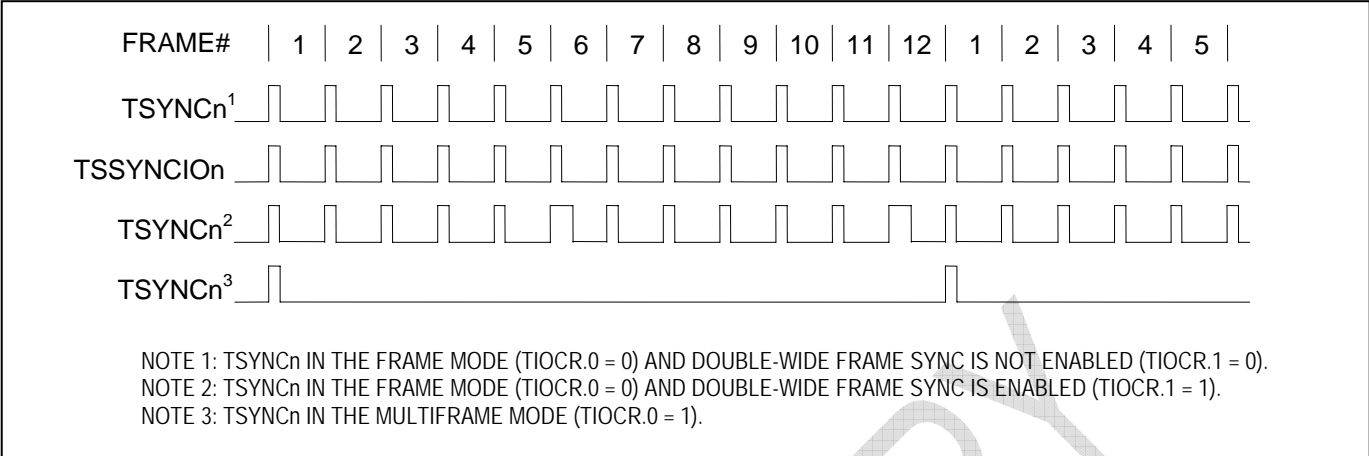 FRAME# 1 2 3 4 5 6 7 8 9 10 11 12 1 2 3 4 5
TSYNCn¹
TSSYNCIOn
TSYNCn²
TSYNCn³
NOTE 1: TSYNCn IN THE FRAME MODE (TIOCR.0 = 0) AND DOUBLE-WIDE FRAME SYNC IS NOT ENABLED (TIOCR.1 = 0).
NOTE 2: TSYNCn IN THE FRAME MODE (TIOCR.0 = 0) AND DOUBLE-WIDE FRAME SYNC IS ENABLED (TIOCR.1 = 1).
NOTE 3: TSYNCn IN THE MULTIFRAME MODE (TIOCR.0 = 1).